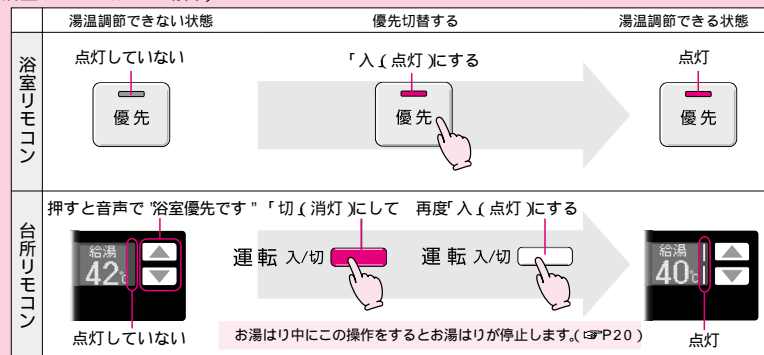 湯温調節できない状態
優先切替する
湯温調節できる状態
浴室リモコン
点灯していない
優先
「入(点灯)にする
優先
点灯
優先
台所リモコン
押すと音声で"浴室優先です"
給湯
42℃
点灯していない
「切(消灯)にして
運転 入/切
再度「入(点灯)にする
運転 入/切
お湯はり中にこの操作をするとお湯はりが停止します。(☞P20)
給湯
40℃
点灯